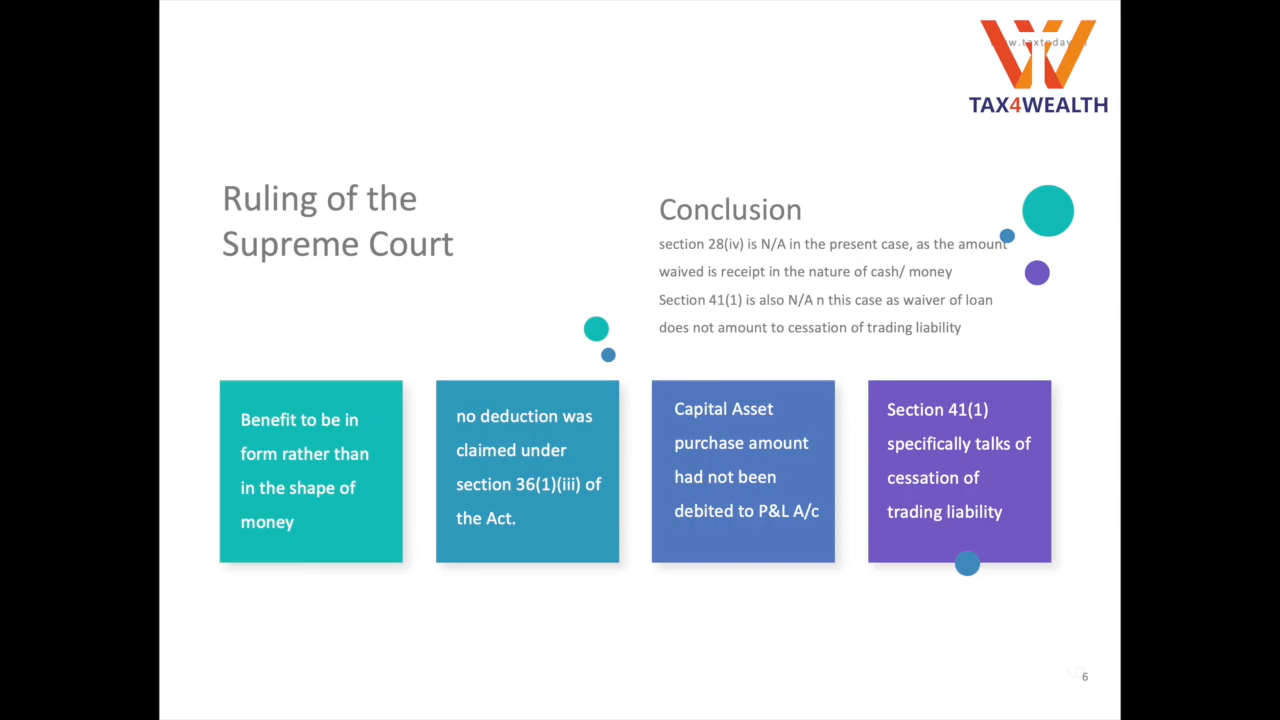 TAX4WEALTH
Ruling of the
Supreme Court
Conclusion
section 28(iv) is N/A in the present case, as the amount
waived is receipt in the nature of cash/ money
Section 41(1) is also N/A n this case as waiver of loan
does not amount to cessation of trading liability
Benefit to be in
form rather than
in the shape of
money
no deduction was
claimed under
section 36(1)(iii) of
the Act.
Capital Asset
purchase amount
had not been
debited to P&L A/c
Section 41(1)
specifically talks of
cessation of
trading liability
6